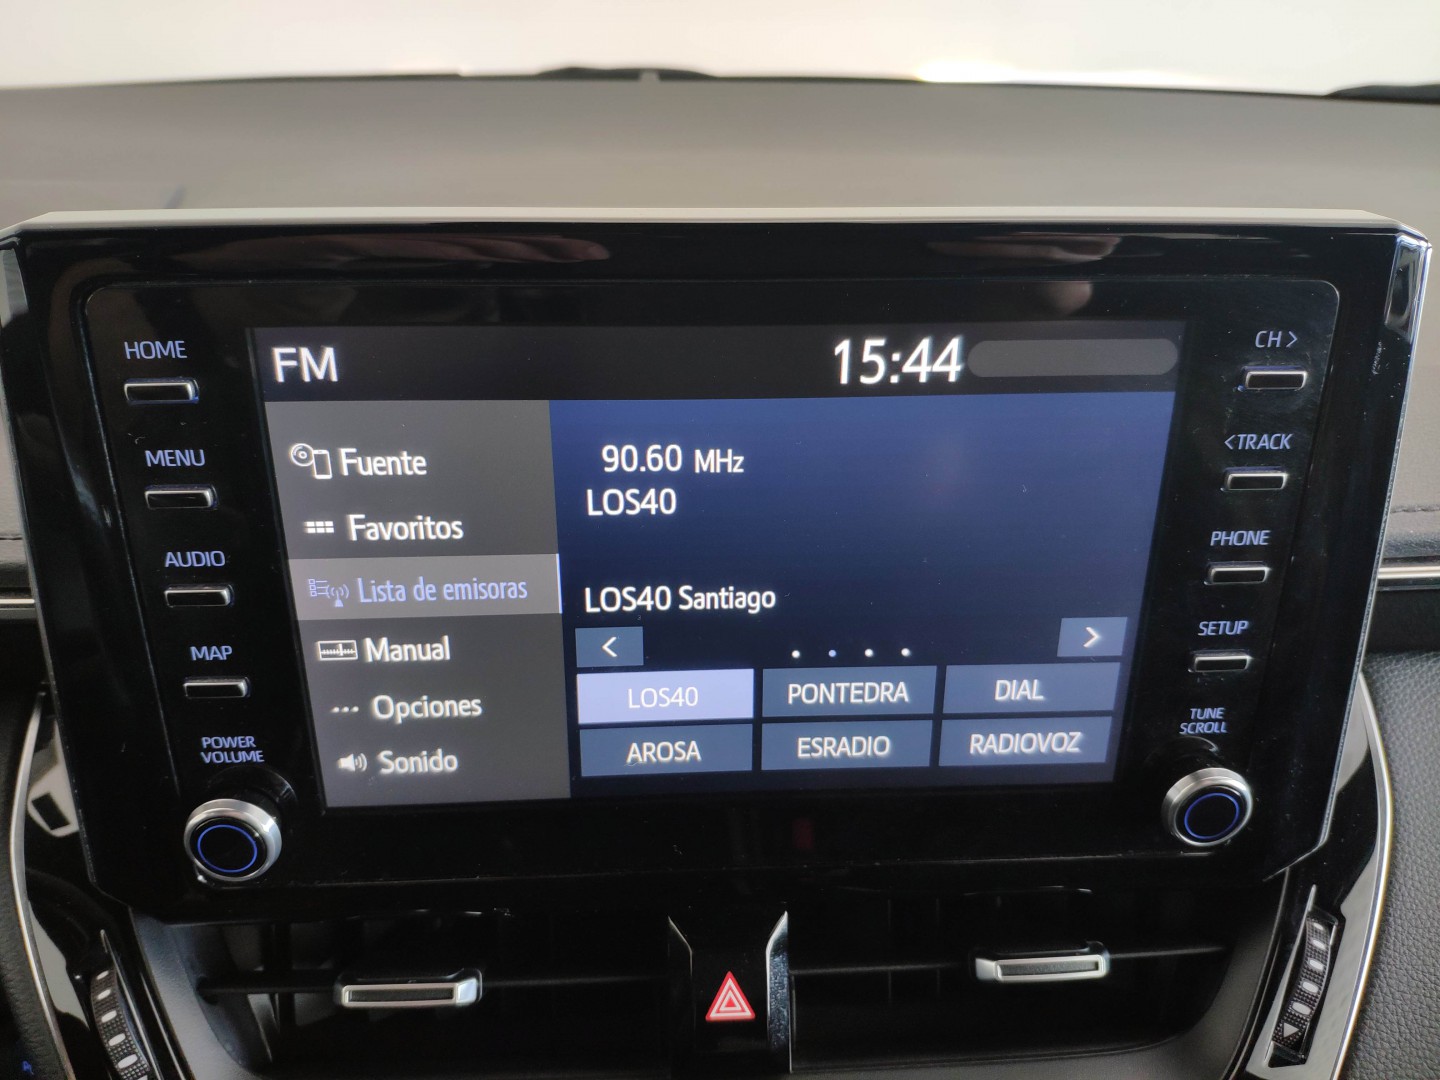 HOME
MENU
AUDIO
MAP
POWER
VOLUME
FM
15:44
Fuente
Favoritos
Lista de emisoras
Manual
Opciones
Sonido
90.60 MHz
LOS40
LOS40 Santiago
<
>
LOS40
PONTEDRA
DIAL
AROSA
ESRADIO
RADIOVOZ
CH >
< TRACK
PHONE
SETUP
TUNE
SCROLL